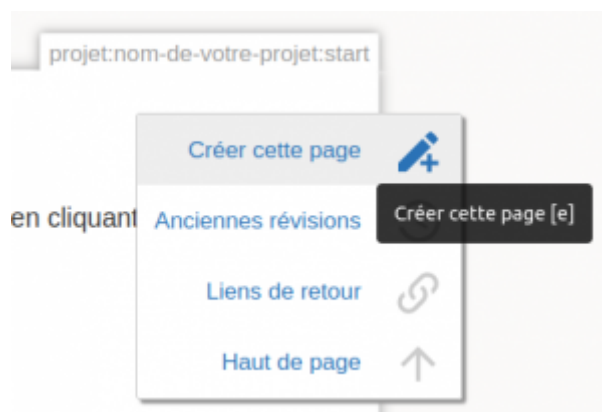 projet:nom-de-votre-projet:start
Créer cette page
Créer cette page [e]
en cliquant
Anciennes révisions
Liens de retour
Haut de page